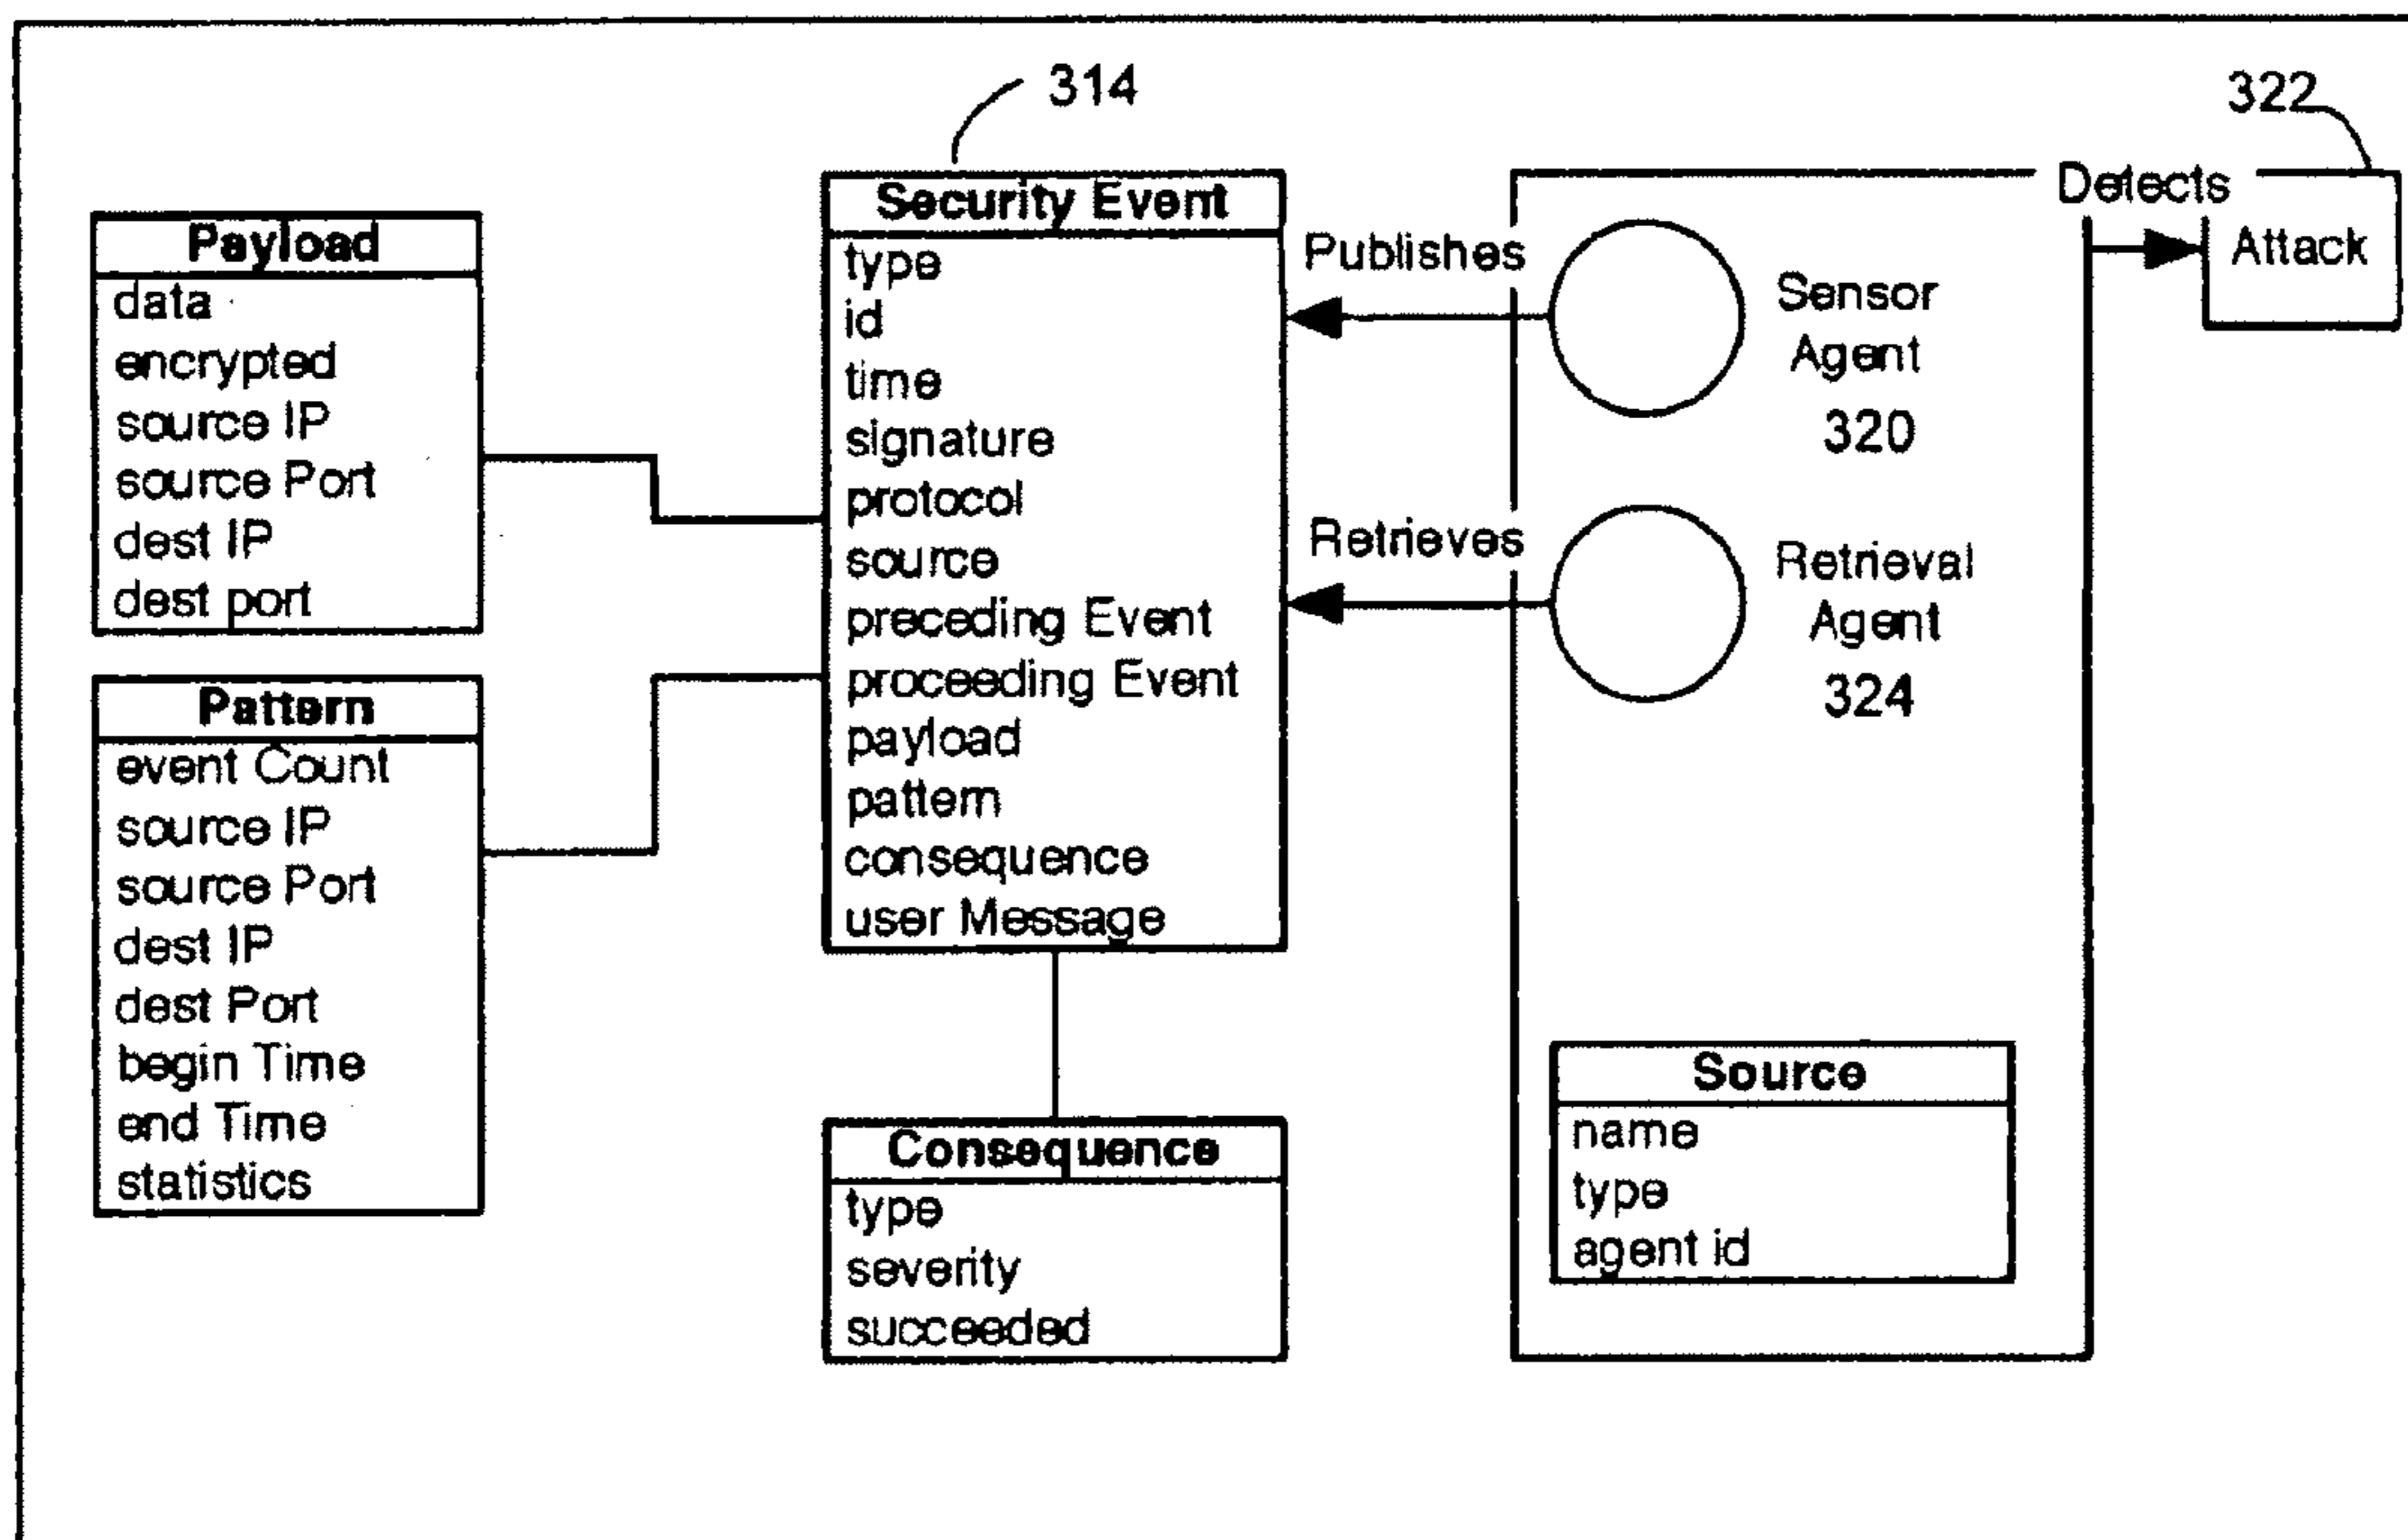 314
322
Payload
data
encrypted
source IP
source Port
dest IP
dest port
Pattern
event Count
source IP
source Port
dest IP
dest Port
begin Time
end Time
statistics
Security Event
type
id
time
signature
protocol
source
preceding Event
proceeding Event
payload
pattern
consequence
user Message
Consequence
type
severity
succeeded
Publishes
Retrieves
Sensor
Agent
320
Retrieval
Agent
324
Source
name
type
agent id
Detects
Attack